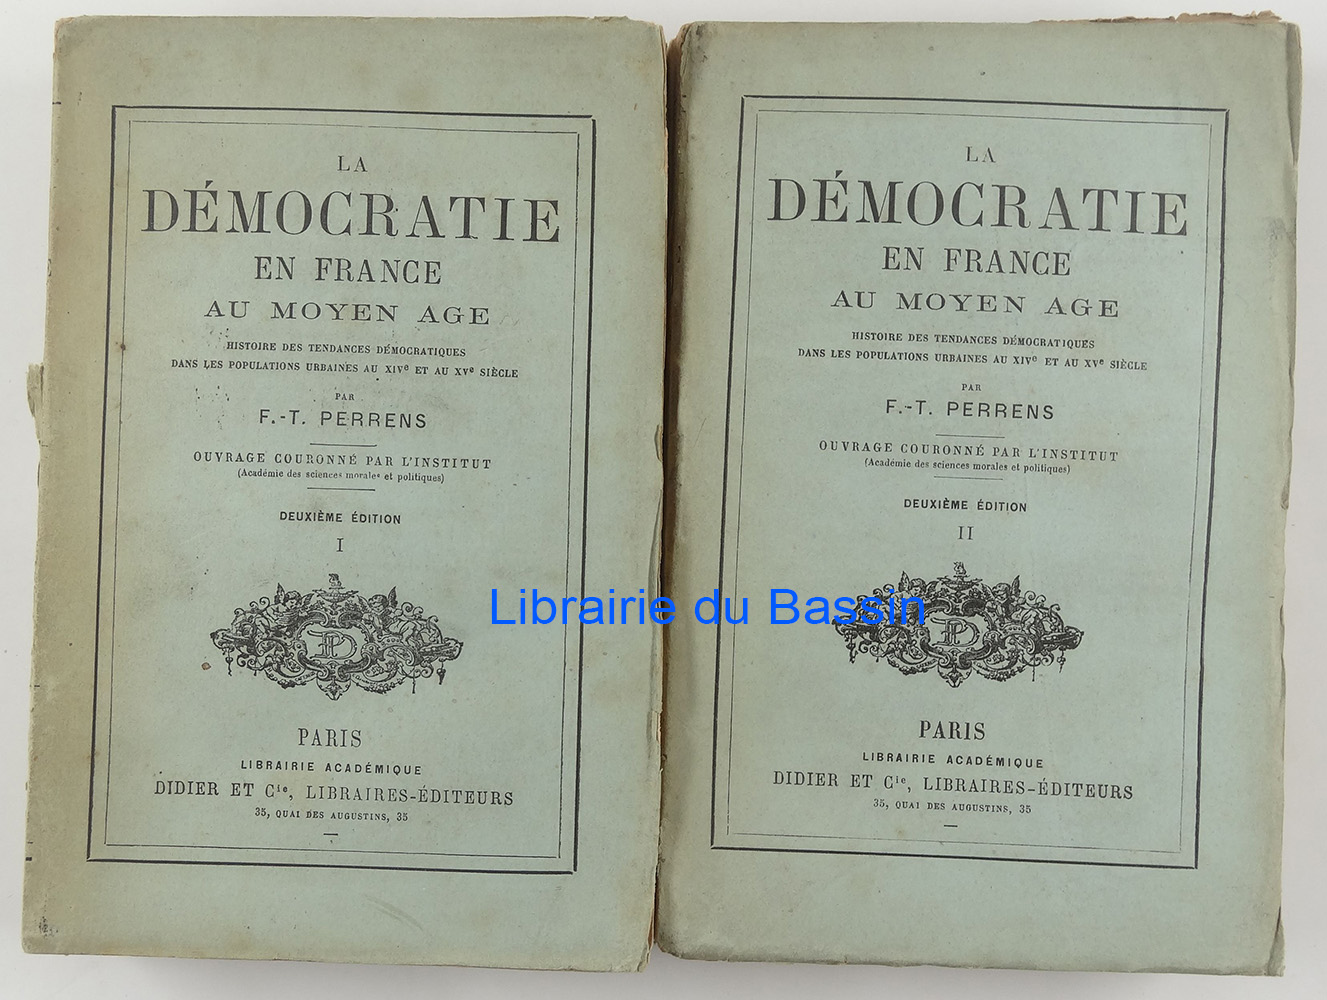 LA
DÉMOCRATIE
EN FRANCE
AU MOYEN AGE
HISTOIRE DES TENDANCES DÉMOCRATIQUES
DANS LES POPULATIONS URBAINES AU XIVe ET AU XVe SIÈCLE
PAR
F.-T. PERRENS
OUVRAGE COURONNÉ PAR L'INSTITUT
(Académie des sciences morales et politiques)
DEUXIÈME ÉDITION
I
PARIS
LIBRAIRIE ACADÉMIQUE
DIDIER ET Cie, LIBRAIRES-ÉDITEURS
35, QUAI DES AUGUSTINS, 35
LA
DÉMOCRATIE
EN FRANCE
AU MOYEN AGE
HISTOIRE DES TENDANCES DÉMOCRATIQUES
DANS LES POPULATIONS URBAINES AU XIVe ET AU XVe SIÈCLE
PAR
F.-T. PERRENS
OUVRAGE COURONNÉ PAR L'INSTITUT
(Académie des sciences morales et politiques)
DEUXIÈME ÉDITION
II
PARIS
LIBRAIRIE ACADÉMIQUE
DIDIER ET Cie, LIBRAIRES-ÉDITEURS
35, QUAI DES AUGUSTINS, 35
Librairie du Bassin